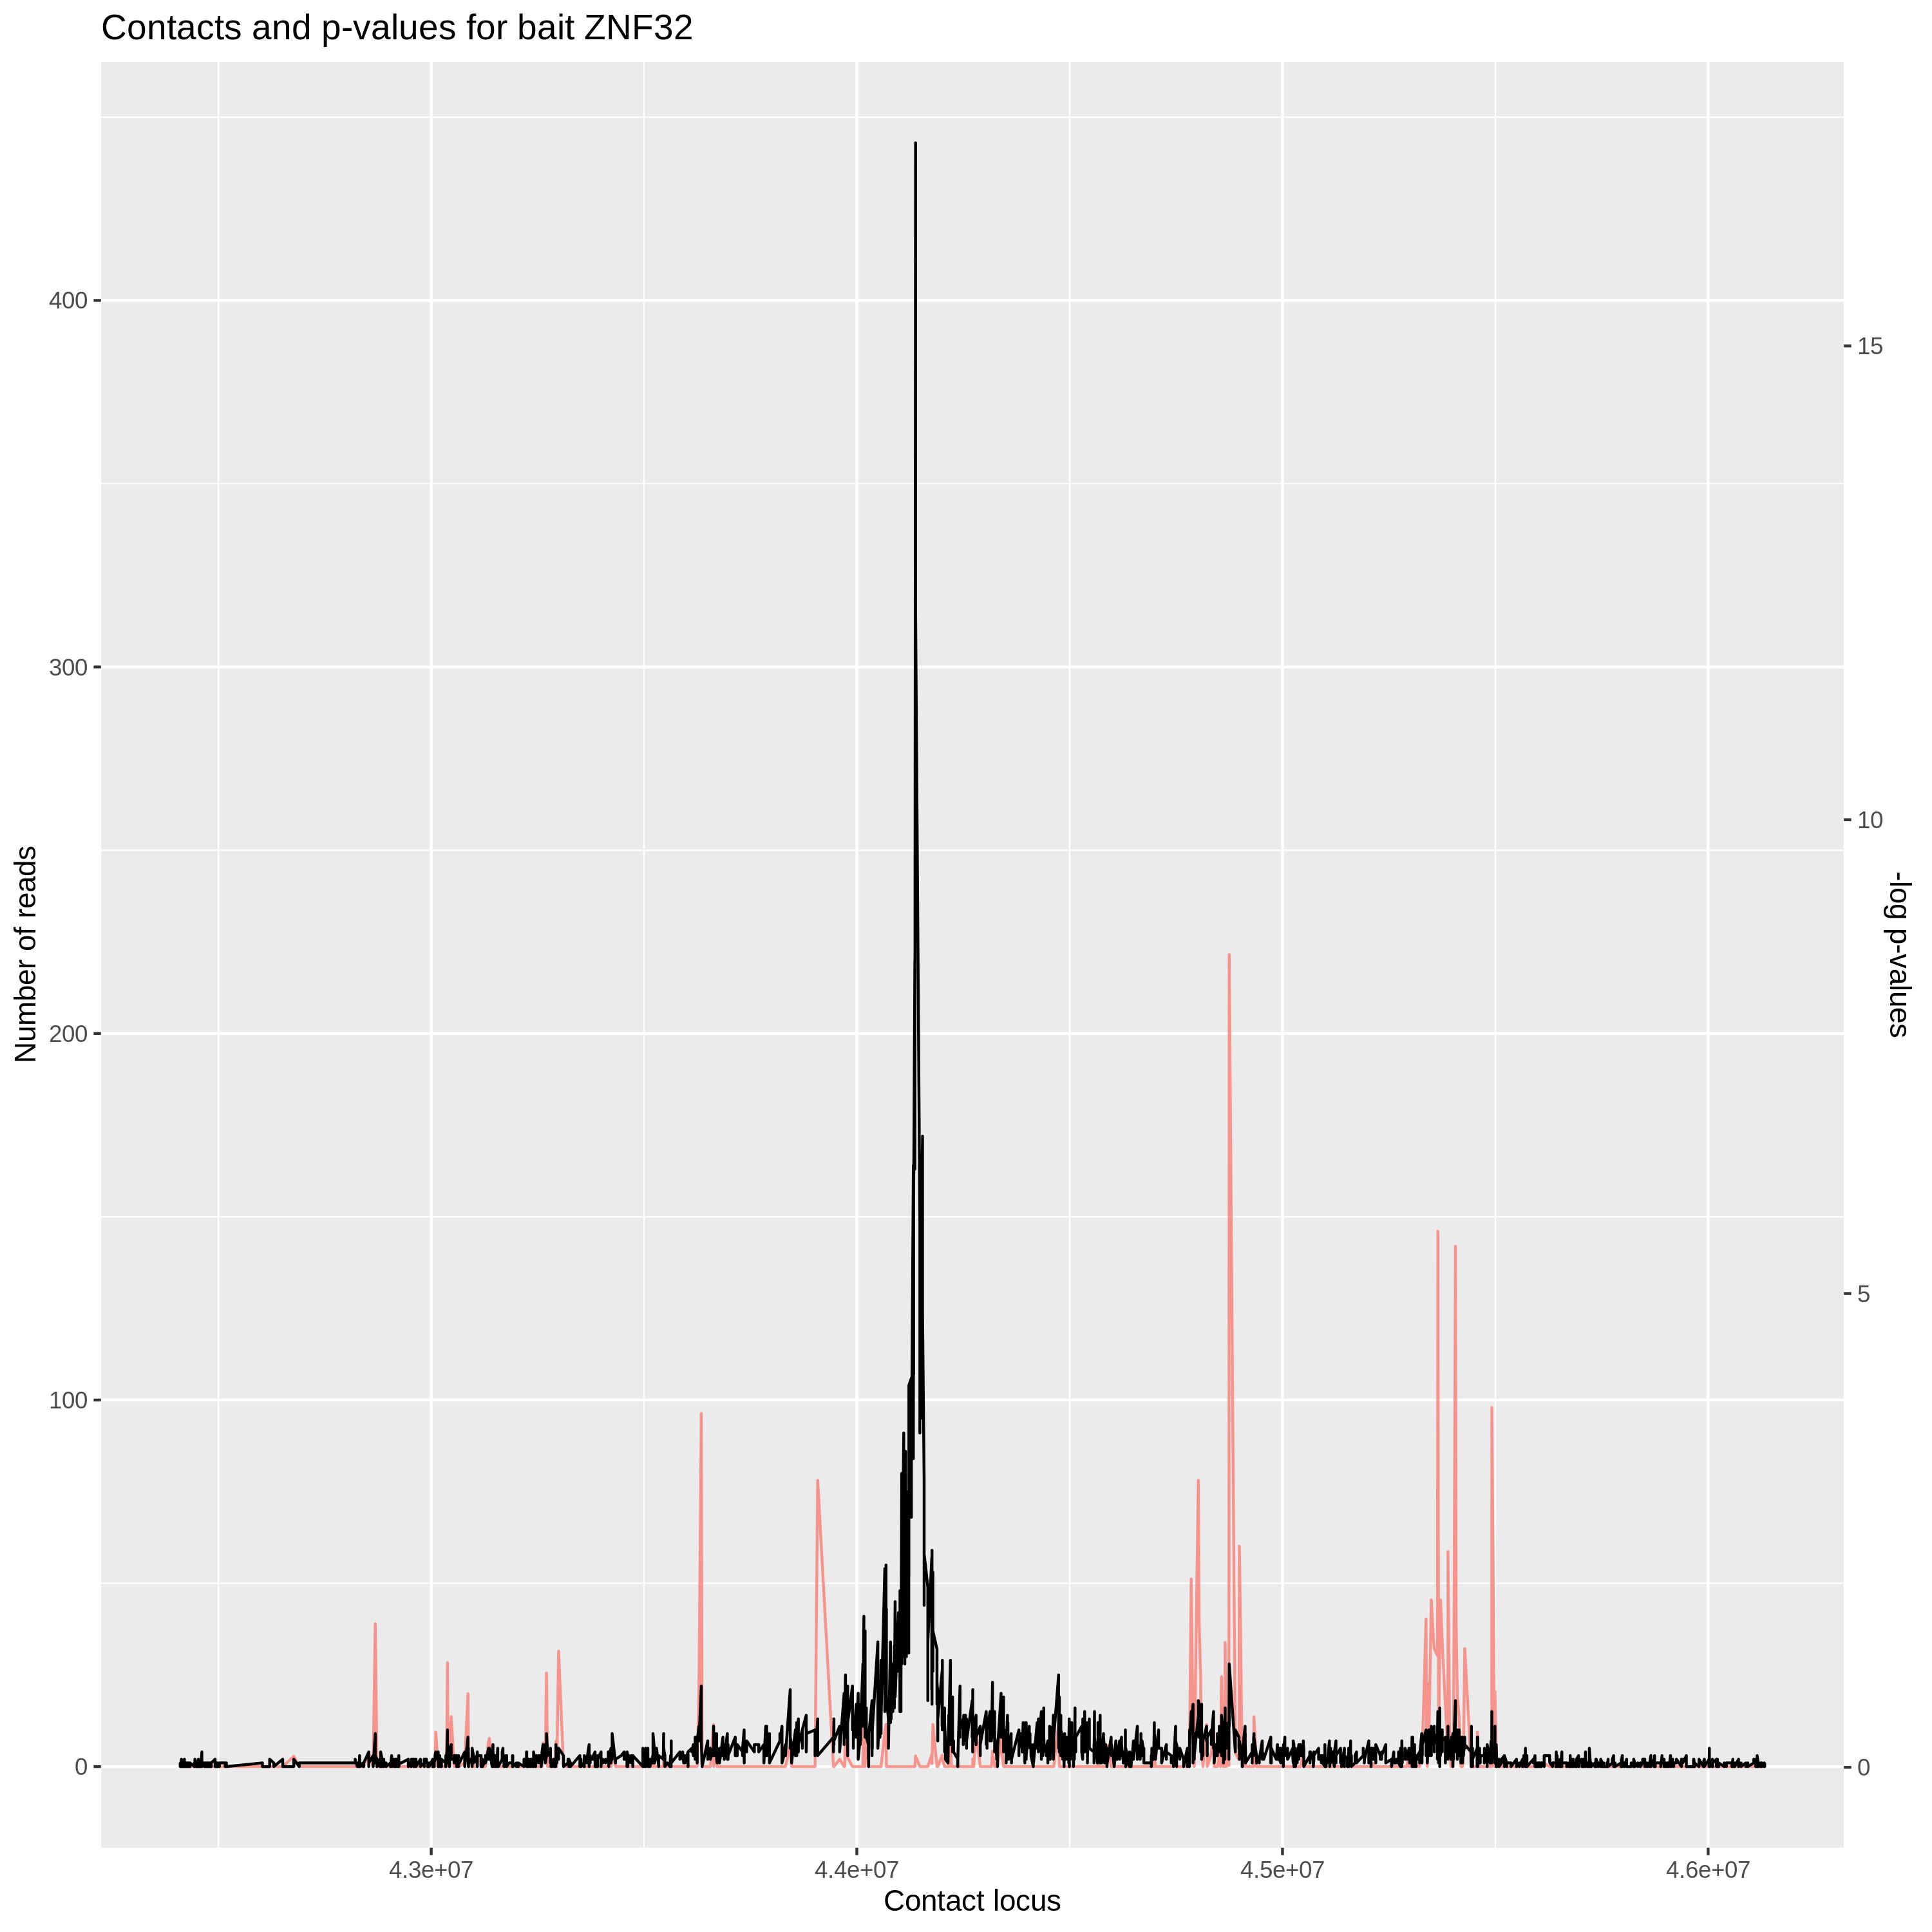 Contacts and p-values for bait ZNF32
400
300
200
100
0
Number of reads
15
10
5
0
-log p-values
4.3e+07
4.4e+07
4.5e+07
4.6e+07
Contact locus